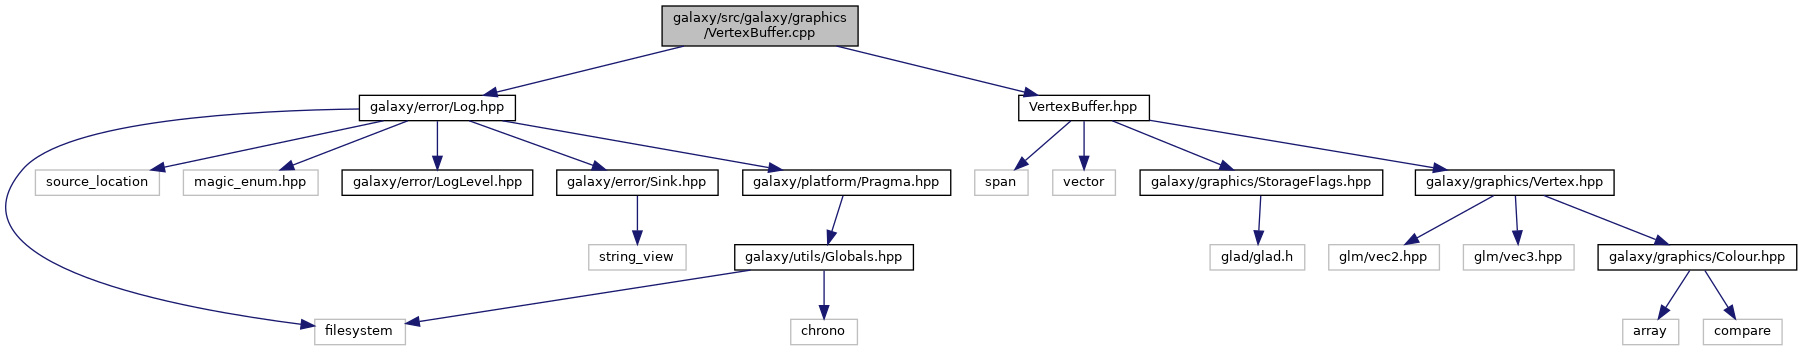 galaxy/src/galaxy/graphics
/VertexBuffer.cpp
galaxy/error/Log.hpp
VertexBuffer.hpp
source_location
magic_enum.hpp
galaxy/error/LogLevel.hpp
galaxy/error/Sink.hpp
galaxy/platform/Pragma.hpp
span
vector
galaxy/graphics/StorageFlags.hpp
galaxy/graphics/Vertex.hpp
string_view
galaxy/utils/Globals.hpp
glad/glad.h
glm/vec2.hpp
glm/vec3.hpp
galaxy/graphics/Colour.hpp
filesystem
chrono
array
compare